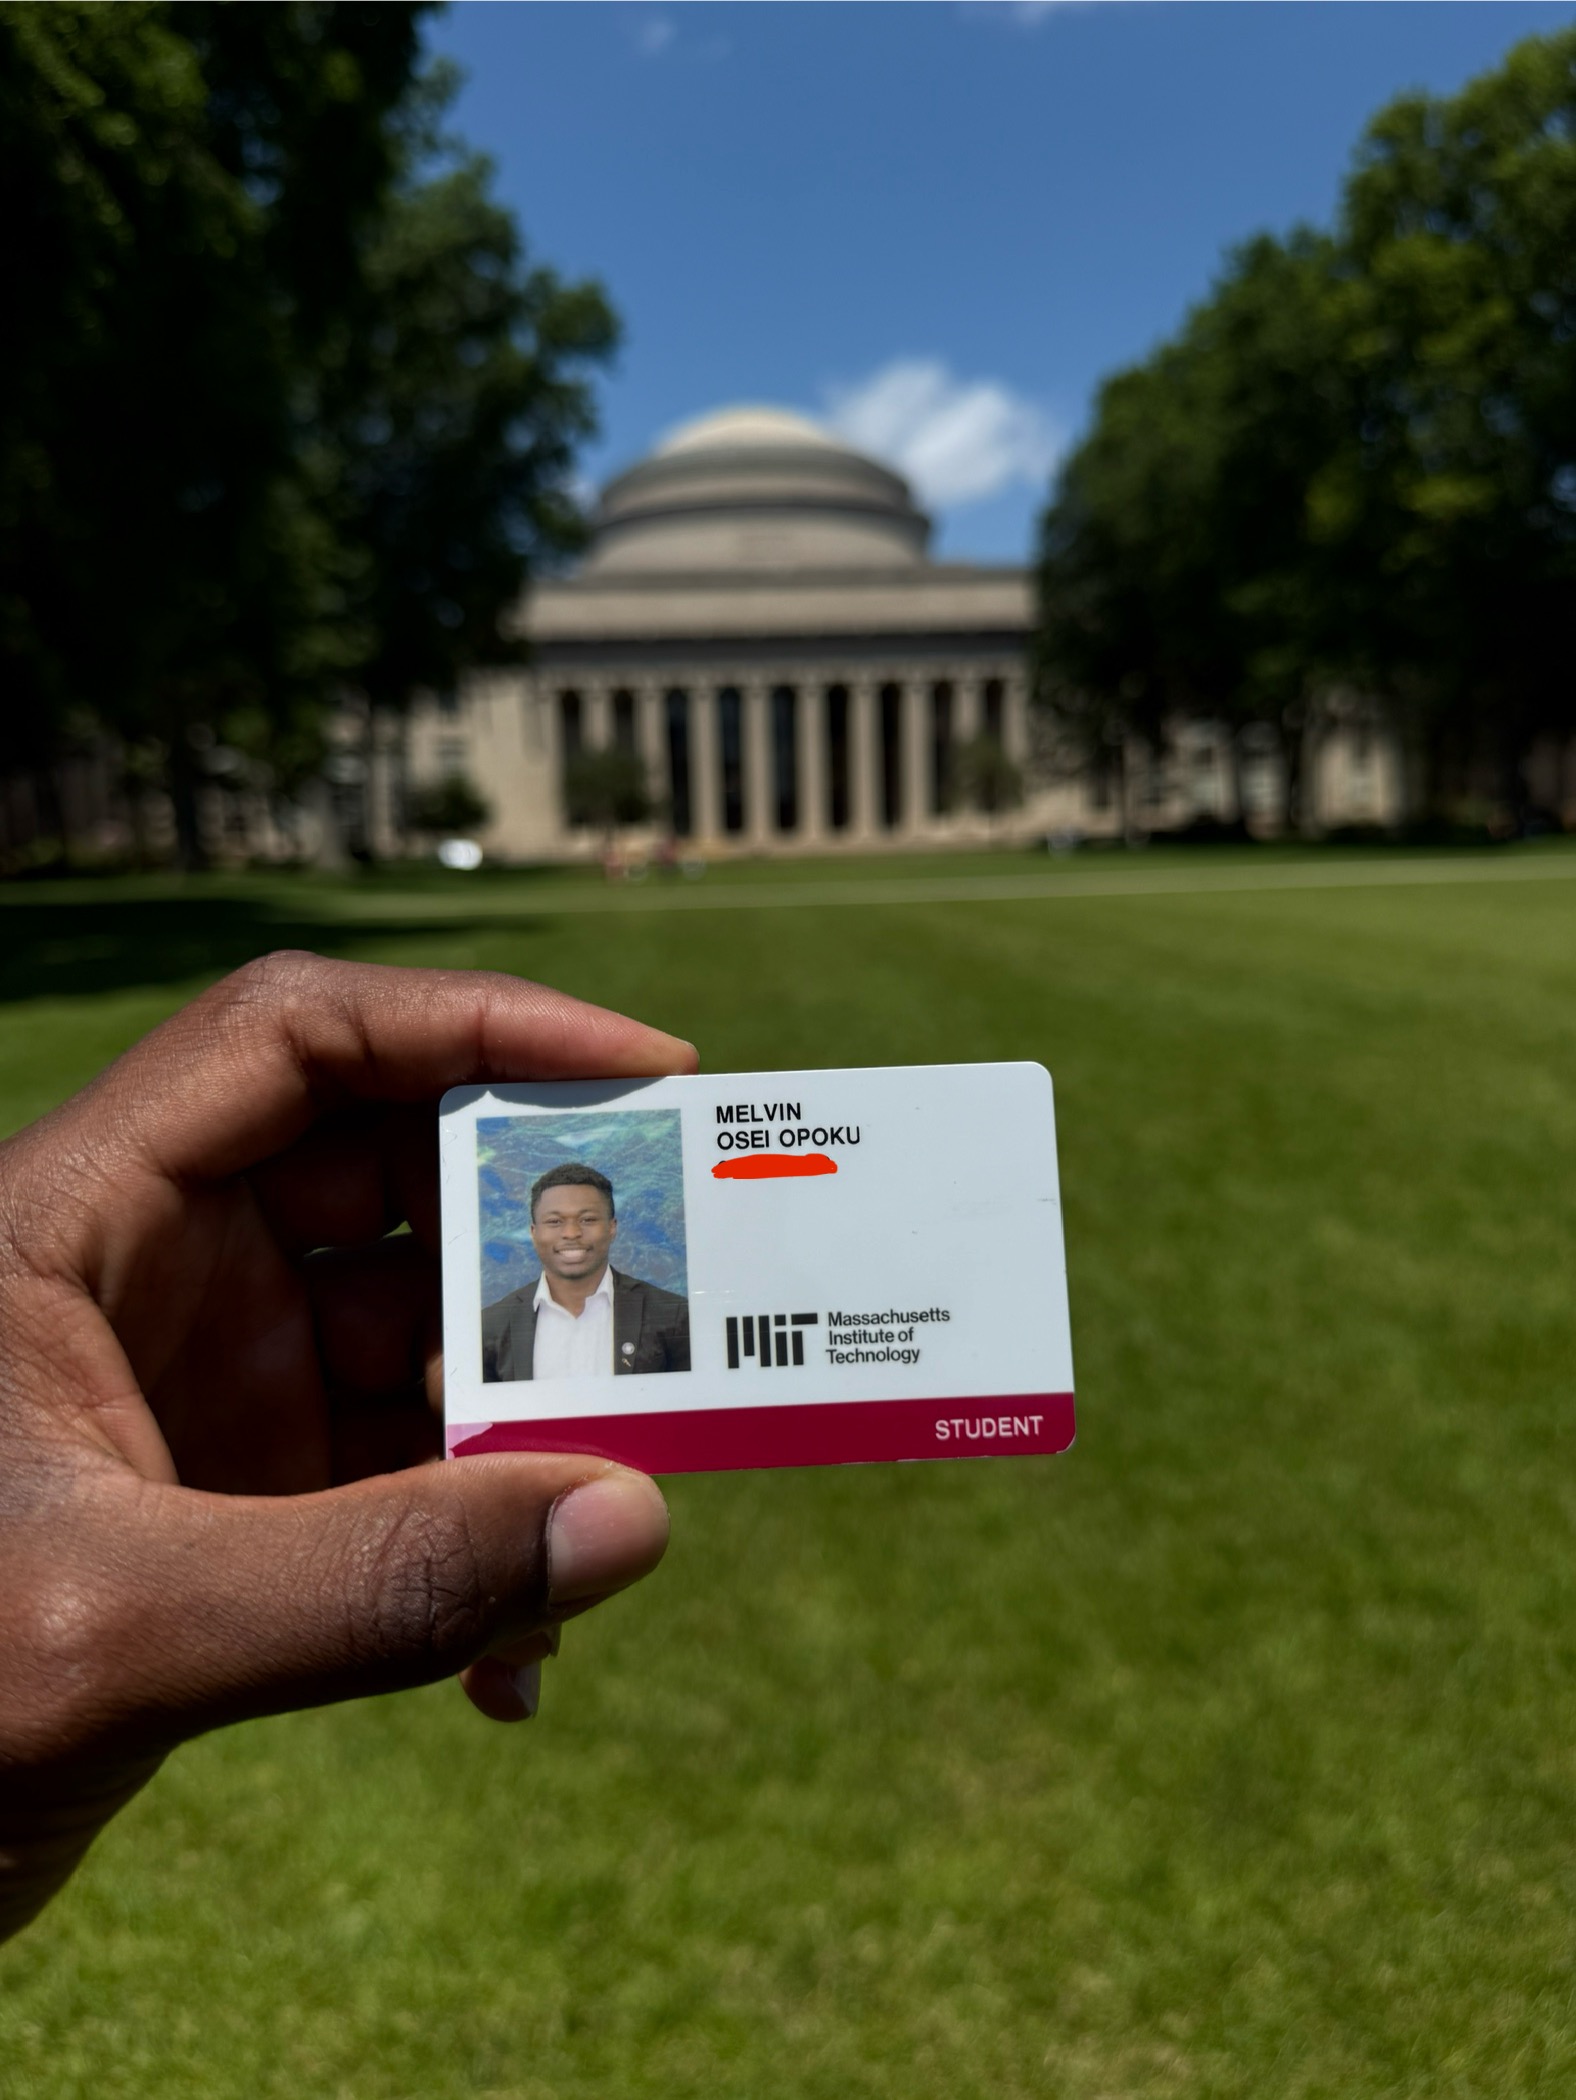 MELVIN
OSEI OPOKU
MIT
Massachusetts
Institute of
Technology
STUDENT